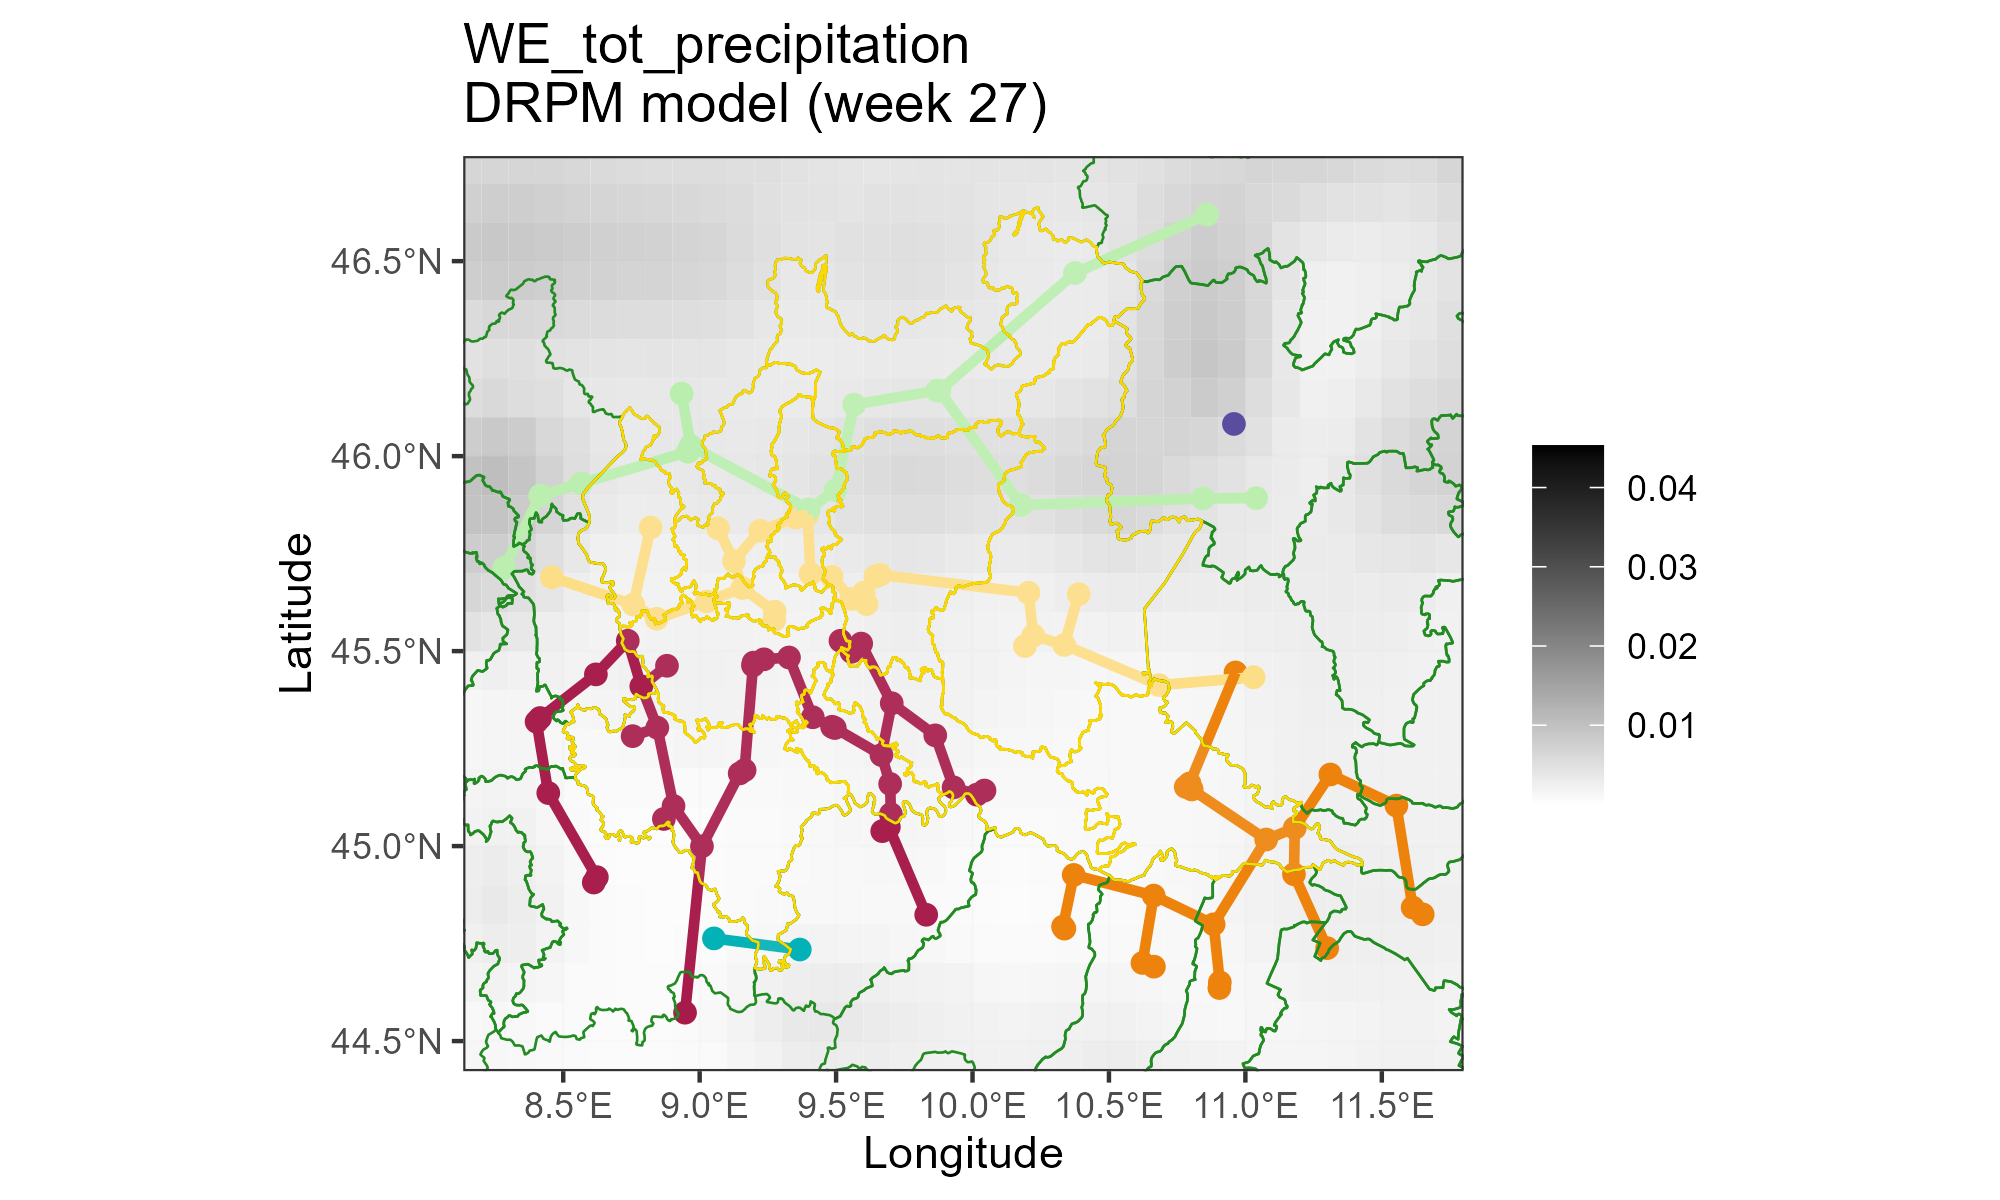 WE_tot_precipitation
DRPM model (week 27)
46.5°N
46.0°N
45.5°N
45.0°N
44.5°N
Latitude
8.5°E 9.0°E 9.5°E 10.0°E 10.5°E 11.0°E 11.5°E
Longitude
0.04
0.03
0.02
0.01